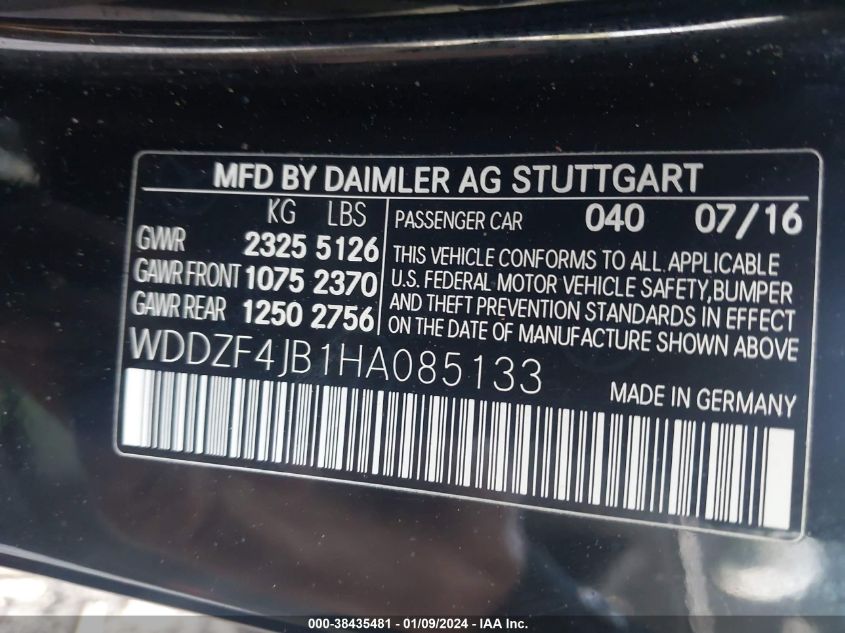 MFD BY DAIMLER AG STUTTGART
KG LBS
GVWR 2325 5126
GAWR FRONT 1075 2370
GAWR REAR 1250 2756
PASSENGER CAR 040 07/16
THIS VEHICLE CONFORMS TO ALL APPLICABLE
U.S. FEDERAL MOTOR VEHICLE SAFETY, BUMPER
AND THEFT PREVENTION STANDARDS IN EFFECT
ON THE DATE OF MANUFACTURE SHOWN ABOVE.
WDDZF4JB1HA085133
MADE IN GERMANY
000-38435481 - 01/09/2024 - IAA Inc.